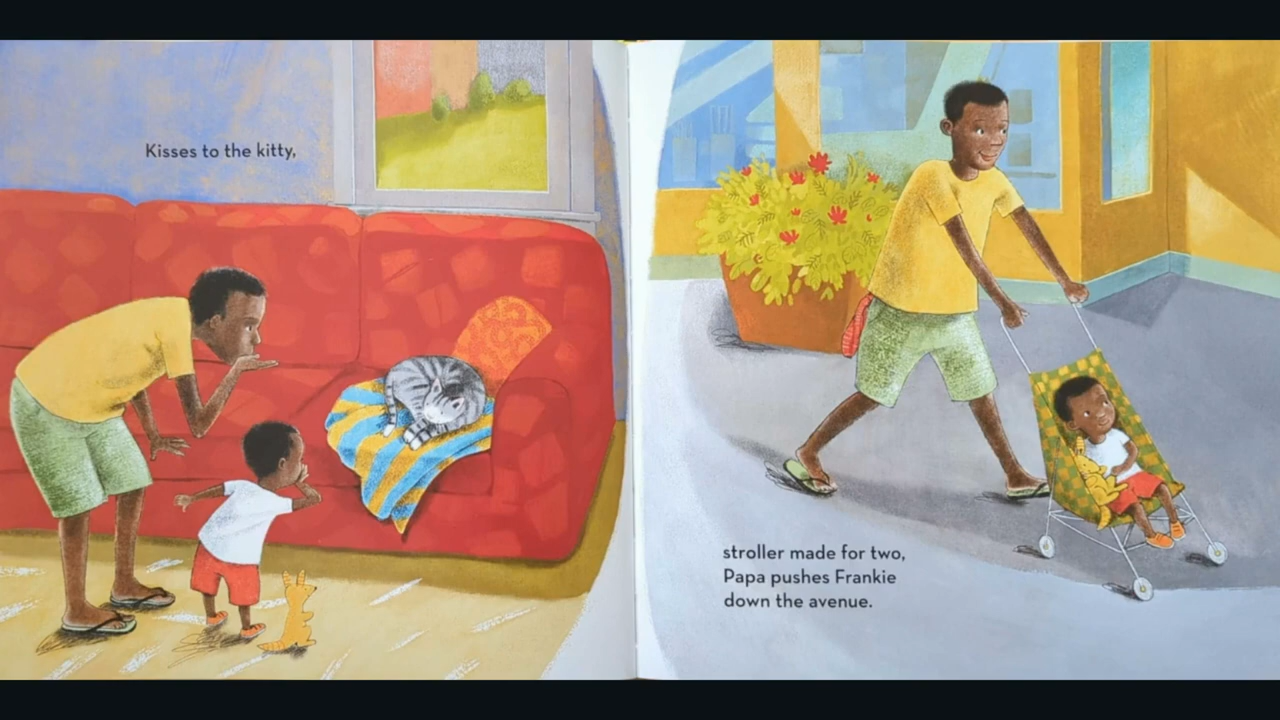 Kisses to the kitty,
stroller made for two,
Papa pushes Frankie
down the avenue.